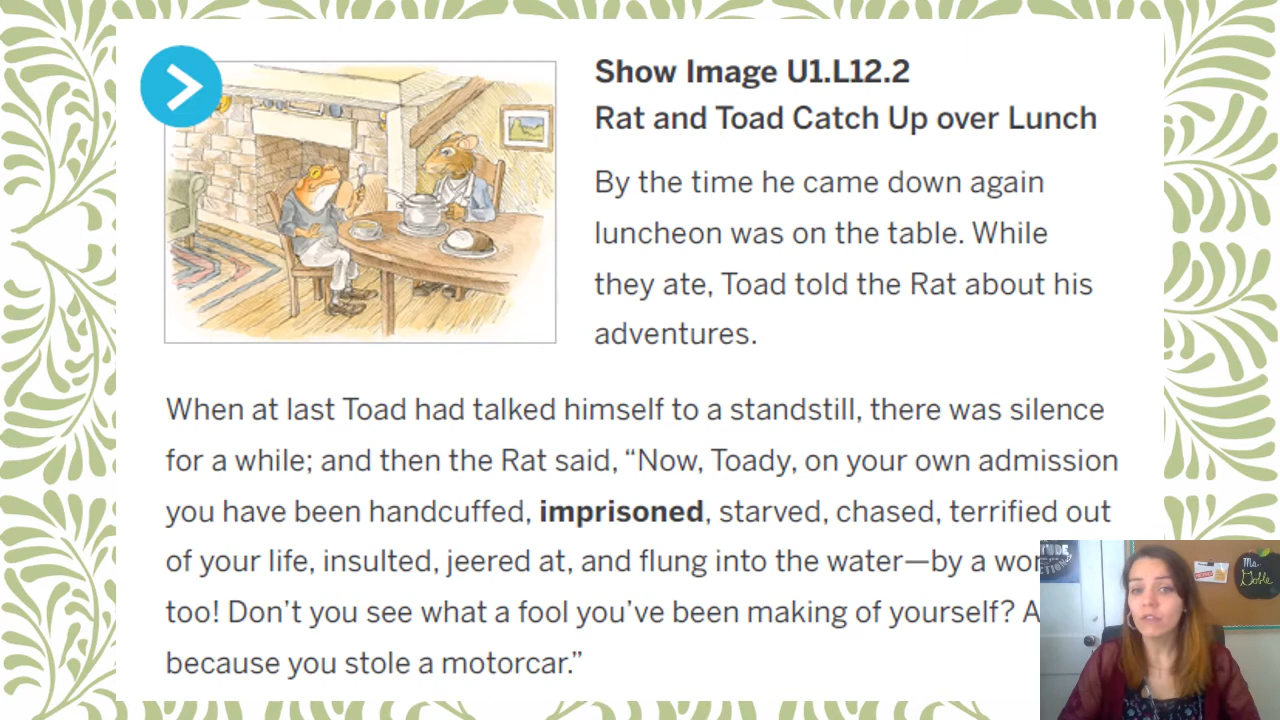 Show Image U1.L12.2
Rat and Toad Catch Up over Lunch
By the time he came down again
luncheon was on the table. While
they ate, Toad told the Rat about his
adventures.
When at last Toad had talked himself to a standstill, there was silence
for a while; and then the Rat said, “Now, Toady, on your own admission
you have been handcuffed, imprisoned, starved, chased, terrified out
of your life, insulted, jeered at, and flung into the water—by a
too! Don’t you see what a fool you’ve been making of yourself?
because you stole a motorcar.”
Ms.
Goble